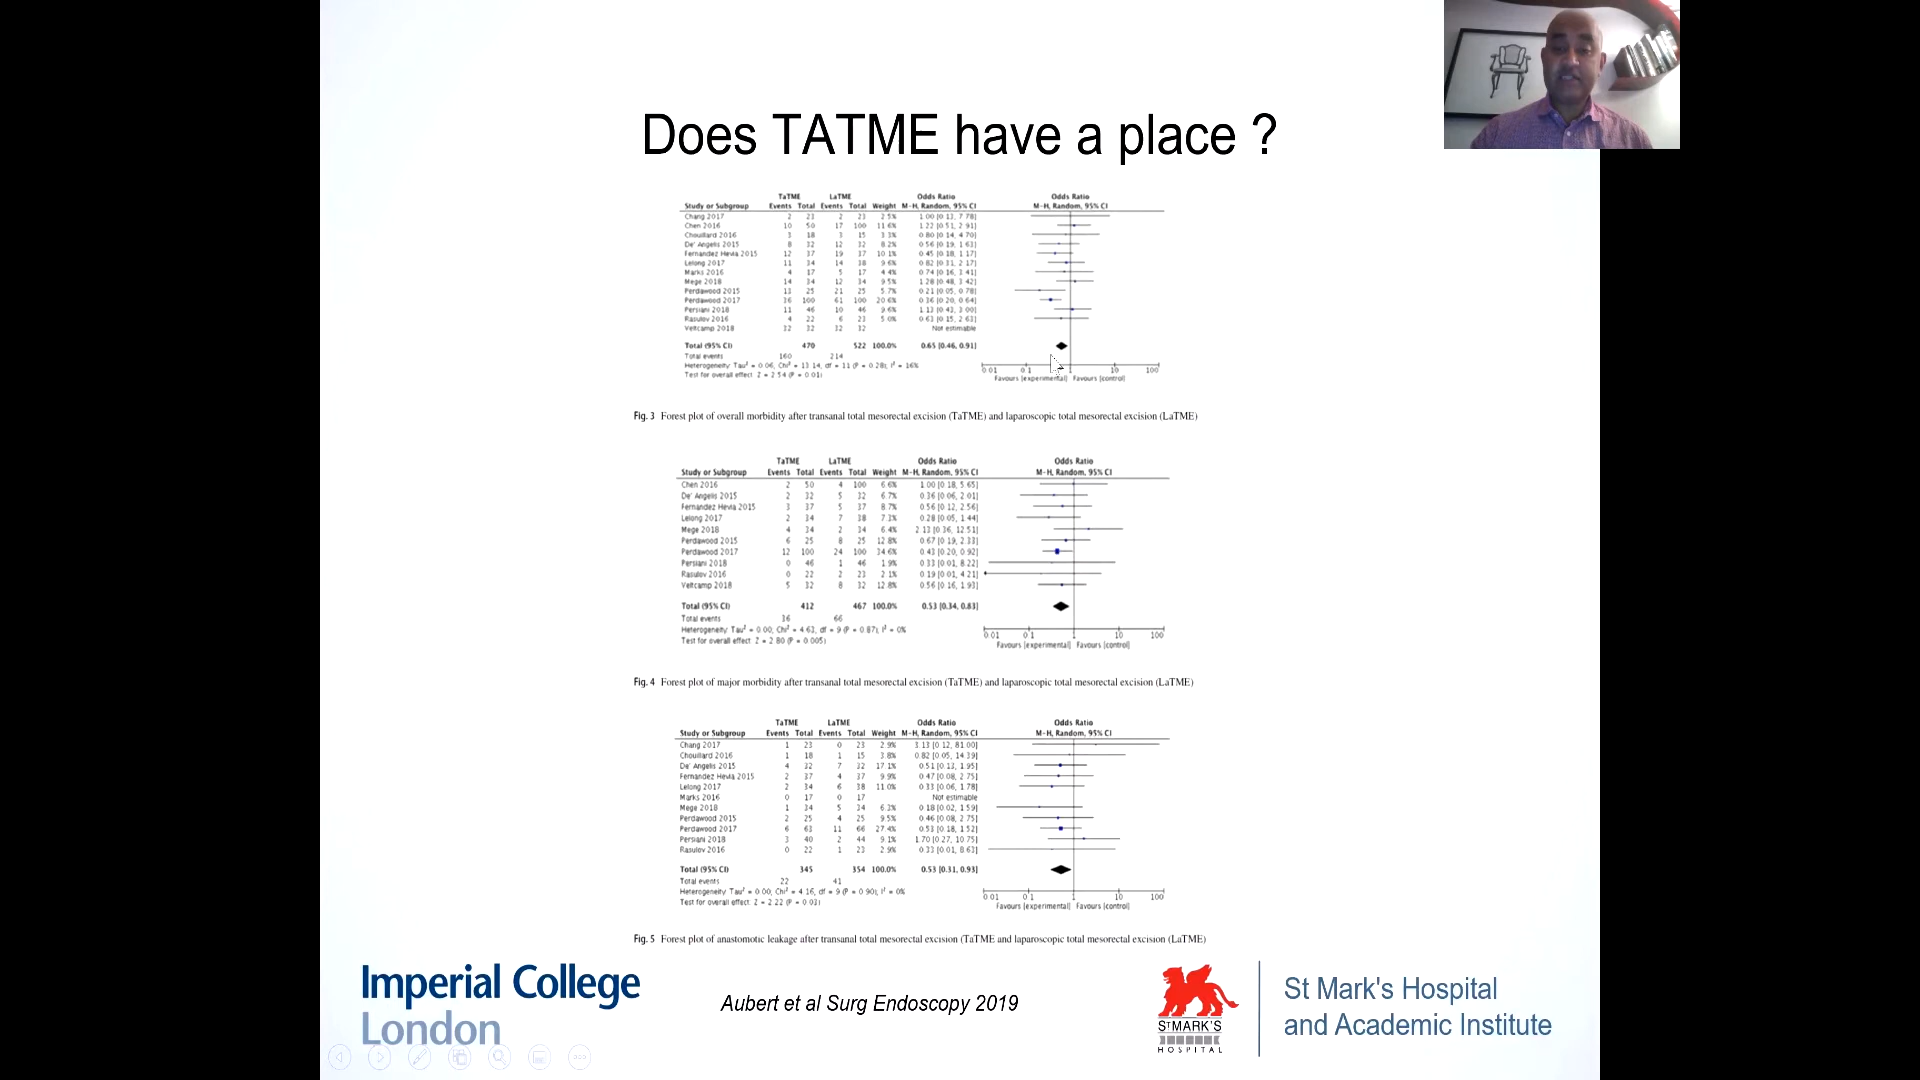 Does TATME have a place ?
TaTME LaTME Odds Ratio Odds Ratio
Study or Subgroup Events Total Events Total Weight M-H, Random, 95% CI M-H, Random, 95% CI
Chang 2017 2 23 2 23 2.5% 1.00 [0.13, 7.78]
Chen 2016 10 50 17 100 11.6% 1.22 [0.51, 2.91]
Chouillard 2016 3 18 3 15 3.3% 0.80 [0.14, 4.70]
De' Angelis 2015 8 32 12 32 8.2% 0.56 [0.19, 1.63]
Fernandez Hevia 2015 12 37 19 37 10.1% 0.45 [0.18, 1.17]
Lelong 2017 11 34 14 38 9.6% 0.82 [0.31, 2.17]
Marks 2016 4 17 5 17 4.4% 0.74 [0.16, 3.41]
Mege 2018 14 34 12 34 9.5% 1.28 [0.48, 3.42]
Perdawood 2015 13 25 21 25 5.7% 0.21 [0.05, 0.78]
Perdawood 2017 36 100 61 100 20.6% 0.36 [0.20, 0.64]
Persiani 2018 11 46 10 46 9.6% 1.13 [0.43, 3.00]
Rasulov 2016 4 22 6 23 5.0% 0.63 [0.15, 2.63]
Veltcamp 2018 32 32 32 32 Not estimable
Total (95% CI) 470 522 100.0% 0.65 [0.46, 0.91]
Total events 160 214
Heterogeneity: Tau² = 0.06; Chi² = 13.14, df = 11 (P = 0.28); I² = 16%
Test for overall effect: Z = 2.54 (P = 0.01)
0.01 0.1 1 10 100
Favours [experimental] Favours [control]
Fig. 3 Forest plot of overall morbidity after transanal total mesorectal excision (TaTME) and laparoscopic total mesorectal excision (LaTME)
TaTME LaTME Odds Ratio Odds Ratio
Study or Subgroup Events Total Events Total Weight M-H, Random, 95% CI M-H, Random, 95% CI
Chen 2016 2 50 4 100 6.6% 1.00 [0.18, 5.65]
De' Angelis 2015 2 32 5 32 6.7% 0.36 [0.06, 2.01]
Fernandez Hevia 2015 3 37 5 37 8.7% 0.56 [0.12, 2.56]
Lelong 2017 2 34 7 38 7.3% 0.28 [0.05, 1.44]
Mege 2018 4 34 2 34 6.4% 2.13 [0.36, 12.51]
Perdawood 2015 6 25 8 25 12.8% 0.67 [0.19, 2.33]
Perdawood 2017 12 100 24 100 34.6% 0.43 [0.20, 0.92]
Persiani 2018 0 46 1 46 1.9% 0.33 [0.01, 8.22]
Rasulov 2016 0 22 2 23 2.1% 0.19 [0.01, 4.21]
Veltcamp 2018 5 32 8 32 12.8% 0.56 [0.16, 1.93]
Total (95% CI) 412 467 100.0% 0.53 [0.34, 0.83]
Total events 36 66
Heterogeneity: Tau² = 0.00; Chi² = 4.63, df = 9 (P = 0.87); I² = 0%
Test for overall effect: Z = 2.80 (P = 0.005)
0.01 0.1 1 10 100
Favours [experimental] Favours [control]
Fig. 4 Forest plot of major morbidity after transanal total mesorectal excision (TaTME) and laparoscopic total mesorectal excision (LaTME)
TaTME LaTME Odds Ratio Odds Ratio
Study or Subgroup Events Total Events Total Weight M-H, Random, 95% CI M-H, Random, 95% CI
Chang 2017 1 23 0 23 2.9% 3.13 [0.12, 81.00]
Chouillard 2016 1 18 1 15 3.8% 0.82 [0.05, 14.39]
De' Angelis 2015 4 32 7 32 17.1% 0.51 [0.13, 1.95]
Fernandez Hevia 2015 2 37 4 37 9.9% 0.47 [0.08, 2.75]
Lelong 2017 2 34 6 38 11.0% 0.33 [0.06, 1.78]
Marks 2016 0 17 0 17 Not estimable
Mege 2018 1 34 5 34 6.3% 0.18 [0.02, 1.59]
Perdawood 2015 2 25 4 25 9.5% 0.46 [0.08, 2.75]
Perdawood 2017 6 63 11 66 27.4% 0.53 [0.18, 1.52]
Persiani 2018 3 40 2 44 9.1% 1.70 [0.27, 10.75]
Rasulov 2016 0 22 1 23 2.9% 0.33 [0.01, 8.63]
Total (95% CI) 345 354 100.0% 0.53 [0.31, 0.93]
Total events 22 41
Heterogeneity: Tau² = 0.00; Chi² = 4.16, df = 9 (P = 0.90); I² = 0%
Test for overall effect: Z = 2.22 (P = 0.03)
0.01 0.1 1 10 100
Favours [experimental] Favours [control]
Fig. 5 Forest plot of anastomotic leakage after transanal total mesorectal excision (TaTME and laparoscopic total mesorectal excision (LaTME)
Imperial College
London
Aubert et al Surg Endoscopy 2019
ST MARK'S
HOSPITAL
St Mark's Hospital
and Academic Institute